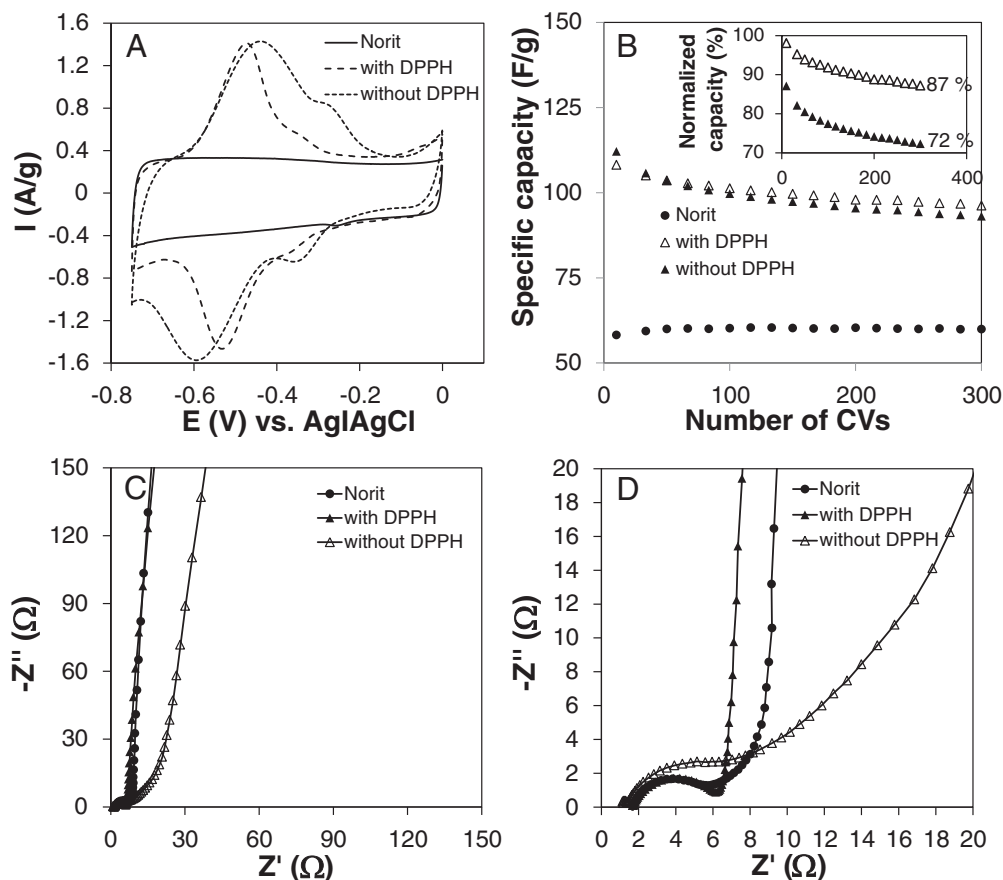 A
Norit
with DPPH
without DPPH
1.6
1.2
0.8
0.4
0
-0.4
-0.8
-1.2
-1.6
I (A/g)
-0.8
-0.6
-0.4
-0.2
0
E (V) vs. AgIAgCl
B
150
125
100
75
50
Specific capacity (F/g)
Normalized
capacity (%)
100
90
80
70
87 %
72 %
0
200
400
Norit
with DPPH
without DPPH
0
100
200
300
Number of CVs
C
Norit
with DPPH
without DPPH
150
120
90
60
30
0
-Z'' (Ω)
0
30
60
90
120
150
Z' (Ω)
D
Norit
with DPPH
without DPPH
20
18
16
14
12
10
8
6
4
2
0
-Z'' (Ω)
0
2
4
6
8
10
12
14
16
18
20
Z' (Ω)